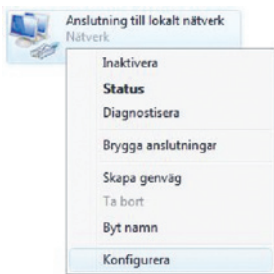 Anslutning till lokalt nätverk
Nätverk
Inaktivera
Status
Diagnostisera
Brygga anslutningar
Skapa genväg
Ta bort
Byt namn
Konfigurera